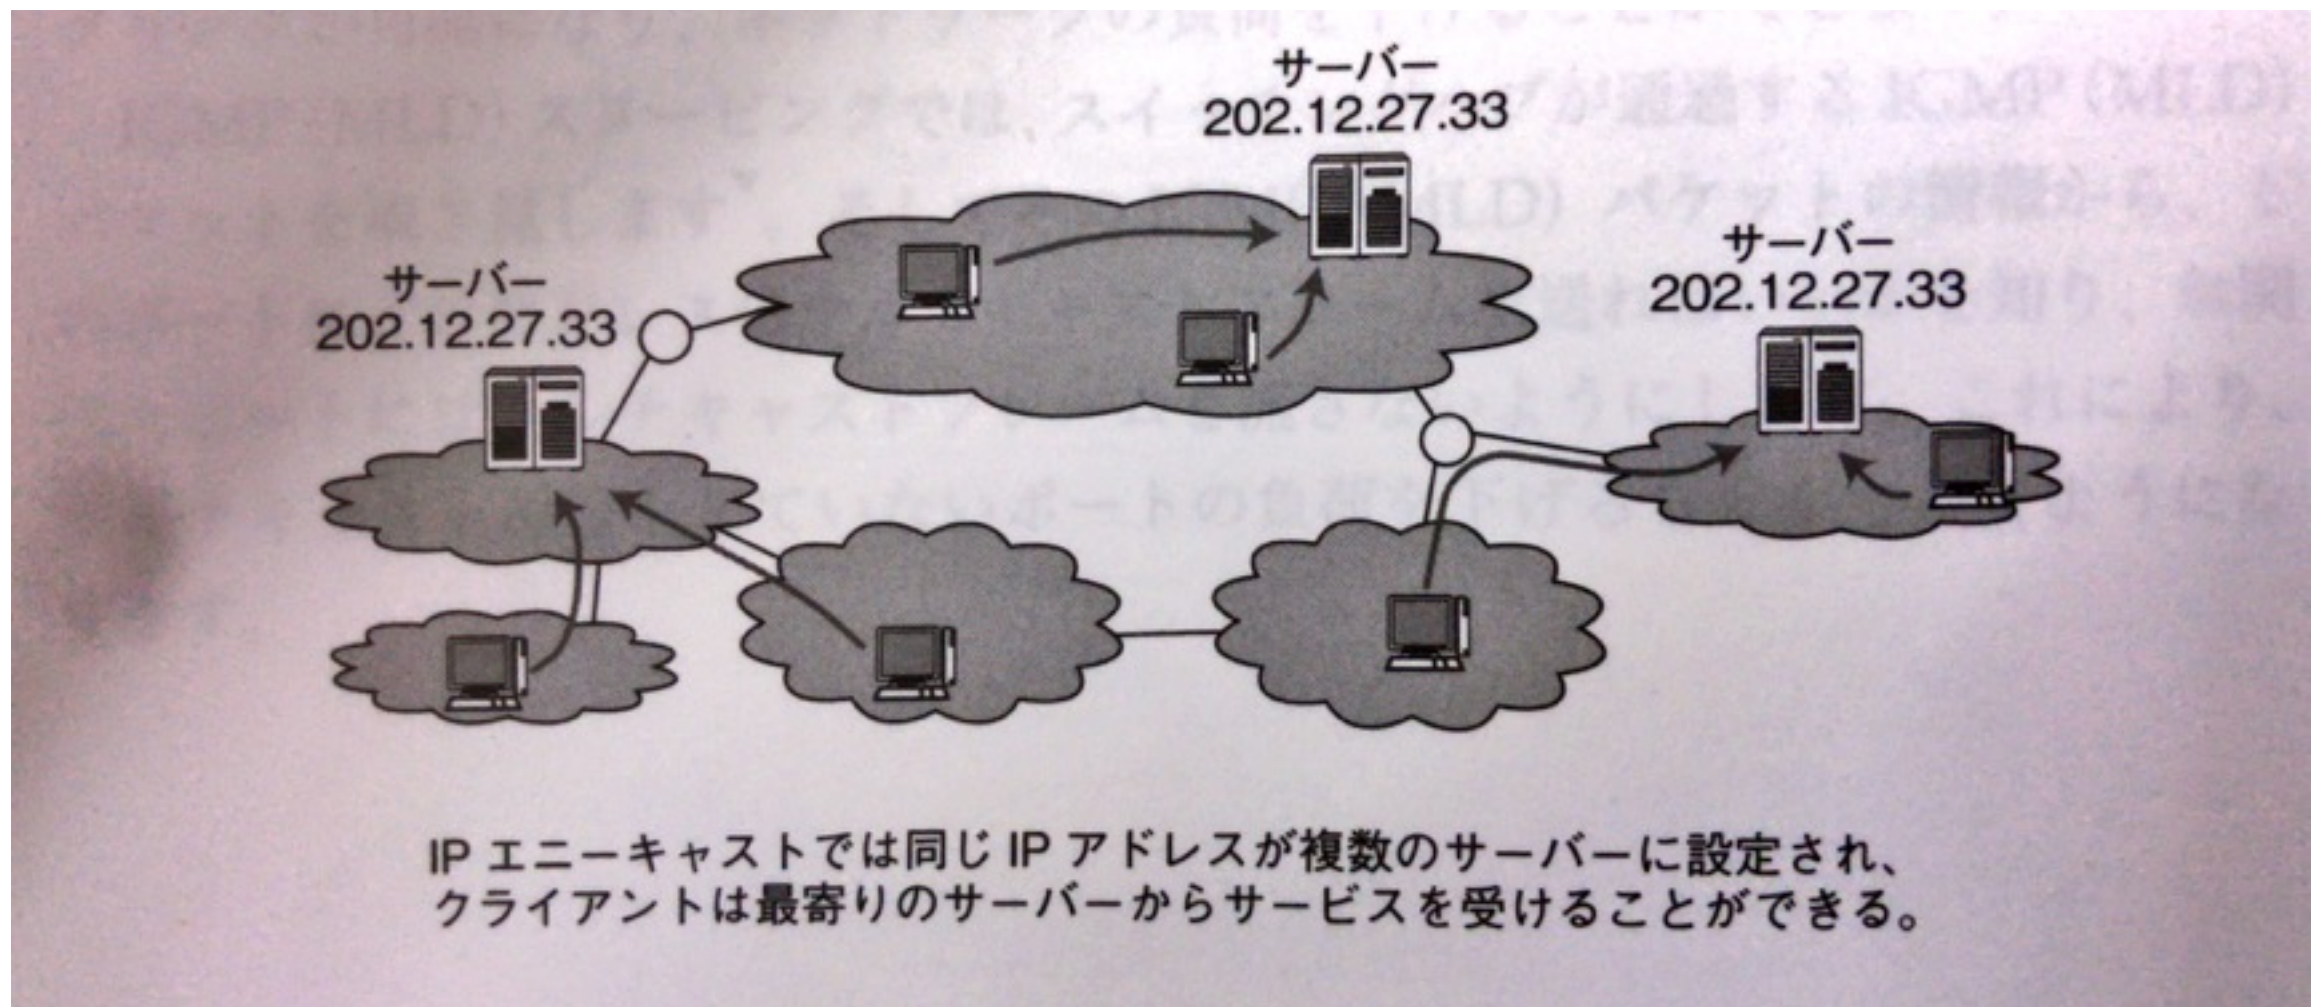 サーバー
202.12.27.33
サーバー
202.12.27.33
サーバー
202.12.27.33
IP エニーキャストでは同じ IP アドレスが複数のサーバーに設定され、
クライアントは最寄りのサーバーからサービスを受けることができる。